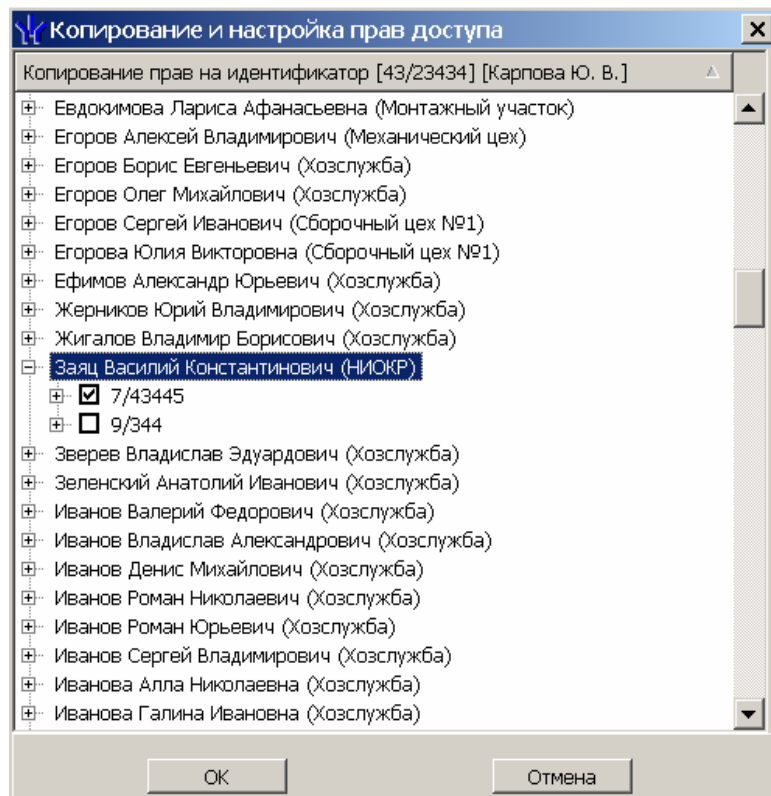 Копирование и настройка прав доступа
Копирование прав на идентификатор [43/23434] [Карпова Ю. В.]
Евдокимова Лариса Афанасьевна (Монтажный участок)
Егоров Алексей Владимирович (Механический цех)
Егоров Борис Евгеньевич (Хозслужба)
Егоров Олег Михайлович (Хозслужба)
Егоров Сергей Иванович (Сборочный цех №1)
Егорова Юлия Викторовна (Сборочный цех №1)
Ефимов Александр Юрьевич (Хозслужба)
Жерников Юрий Владимирович (Хозслужба)
Жигалов Владимир Борисович (Хозслужба)
Заяц Василий Константинович (НИОКР)
7/43445
9/344
Зверев Владислав Эдуардович (Хозслужба)
Зеленский Анатолий Иванович (Хозслужба)
Иванов Валерий Федорович (Хозслужба)
Иванов Владислав Александрович (Хозслужба)
Иванов Денис Михайлович (Хозслужба)
Иванов Роман Николаевич (Хозслужба)
Иванов Роман Юрьевич (Хозслужба)
Иванов Сергей Владимирович (Хозслужба)
Иванова Алла Николаевна (Хозслужба)
Иванова Галина Ивановна (Хозслужба)
ОК Отмена